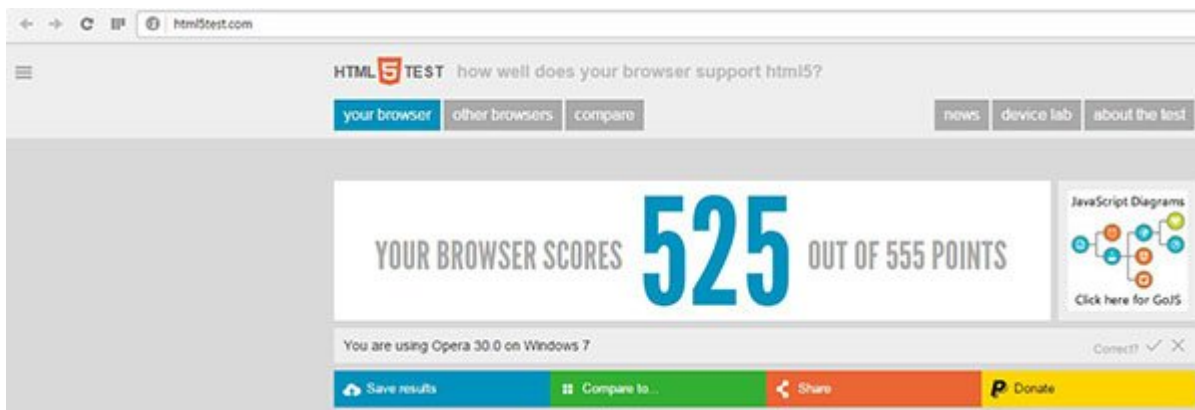 html5test.com
HTML 5 TEST how well does your browser support html5?
your browser other browsers compare news device lab about the test
YOUR BROWSER SCORES 525 OUT OF 555 POINTS
JavaScript Diagrams
Click here for GoJS
You are using Opera 30.0 on Windows 7 Correct?
Save results Compare to... Share Donate